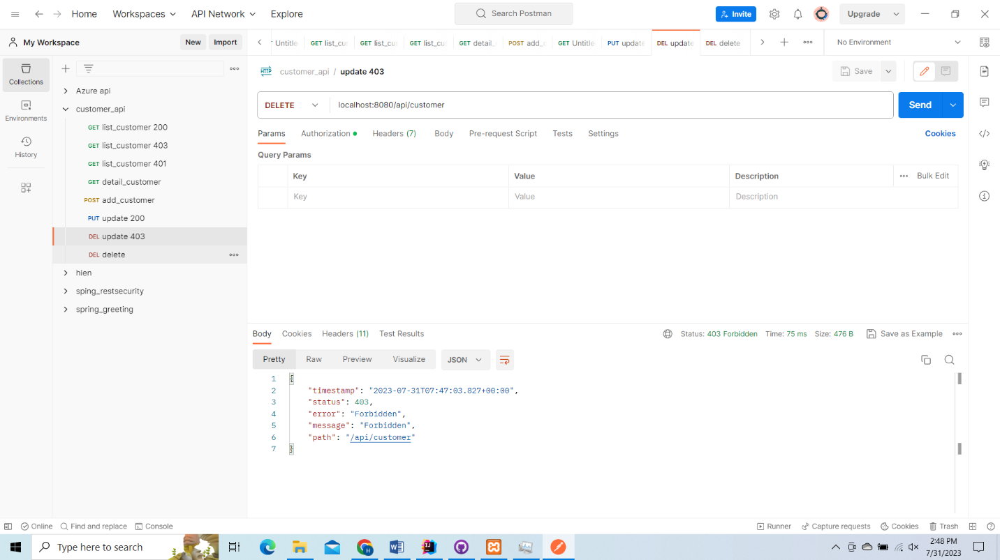 Home Workspaces API Network Explore Search Postman Invite Upgrade
My Workspace New Import Untitle GET list_cu GET list_cu GET list_cu GET detail_ POST add_c GET Untitle PUT update DEL update DEL delete No Environment
Collections
Environments
History
Azure api
customer_api
GET list_customer 200
GET list_customer 403
GET list_customer 401
GET detail_customer
POST add_customer
PUT update 200
DEL update 403
DEL delete
hien
sping_restsecurity
spring_greeting
HTTP customer_api / update 403 Save
DELETE localhost:8080/api/customer Send
Params Authorization Headers (7) Body Pre-request Script Tests Settings Cookies
Query Params
Key Value Description Bulk Edit
Key Value Description
Body Cookies Headers (11) Test Results Status: 403 Forbidden Time: 75 ms Size: 476 B Save as Example
Pretty Raw Preview Visualize JSON
1 {
2 "timestamp": "2023-07-31T07:47:03.827+00:00",
3 "status": 403,
4 "error": "Forbidden",
5 "message": "Forbidden",
6 "path": "/api/customer"
7 }
Online Find and replace Console Runner Capture requests Cookies Trash
Type here to search
2:48 PM
7/31/2023